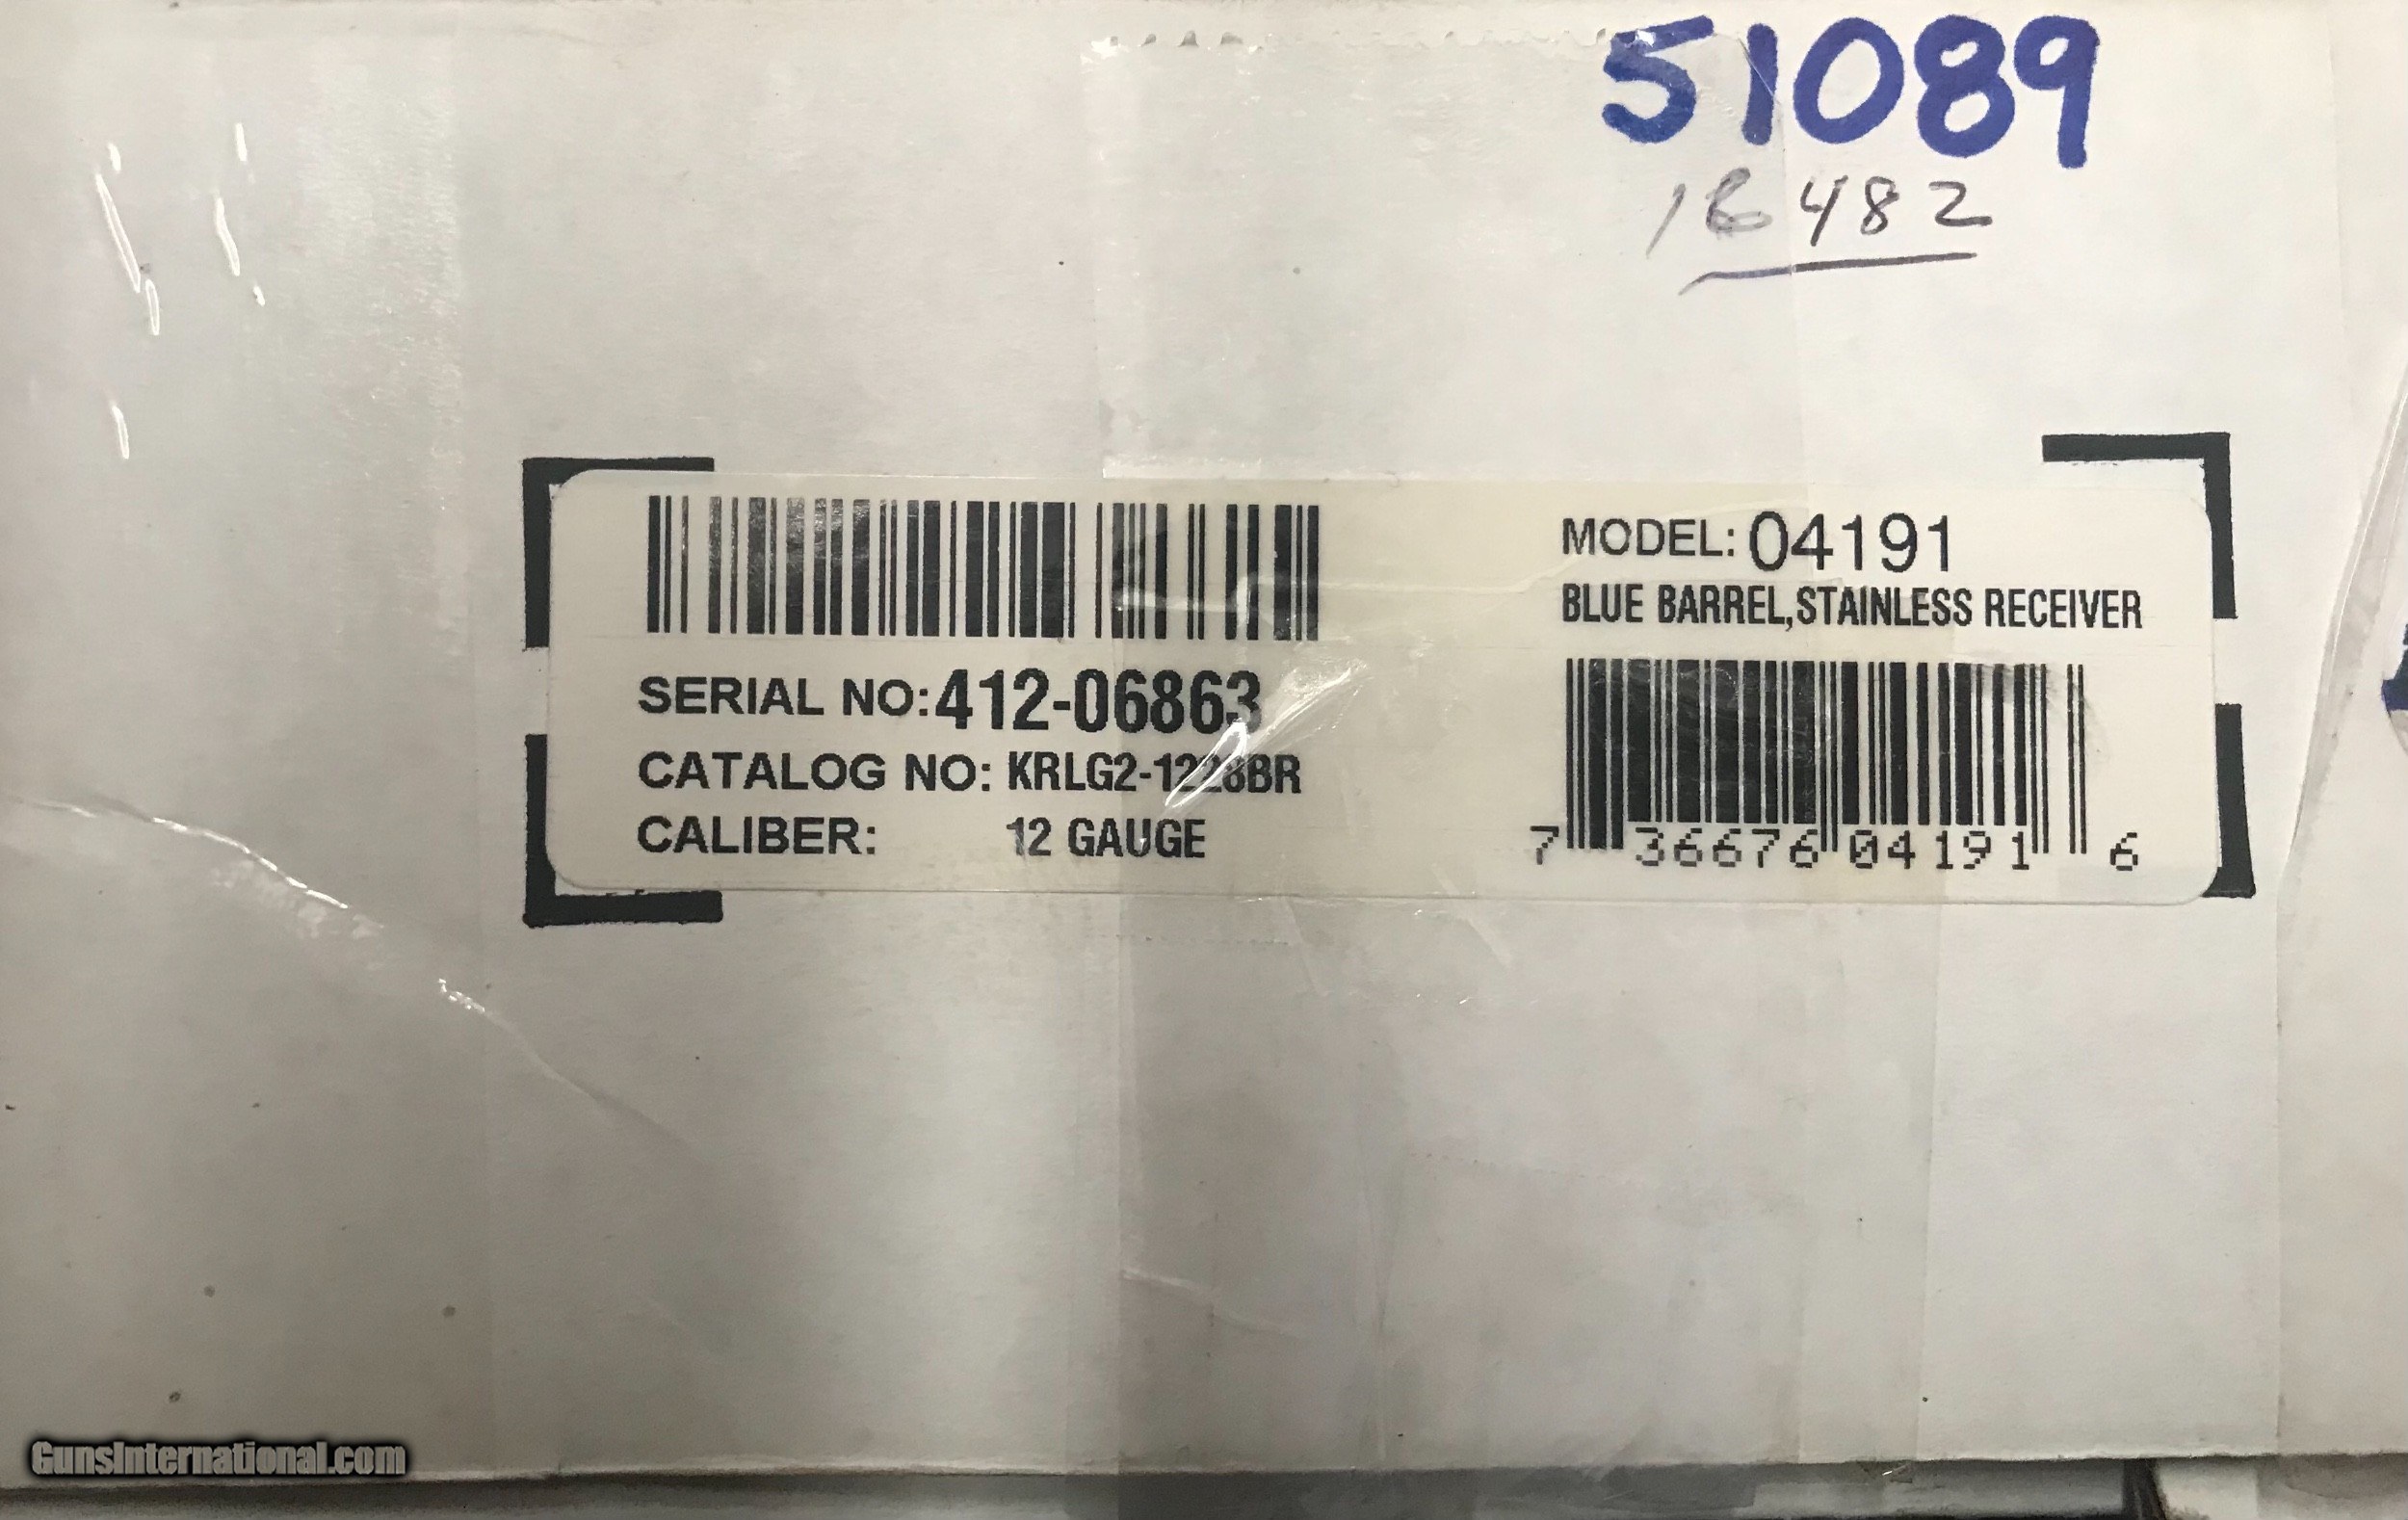 51089
482
MODEL: 04191
BLUE BARREL,STAINLESS RECEIVER
SERIAL NO:412-06863
CATALOG NO: KRLG2-1228BR
CALIBER: 12 GAUGE
7 36676 04191 6
GunsInternational.com